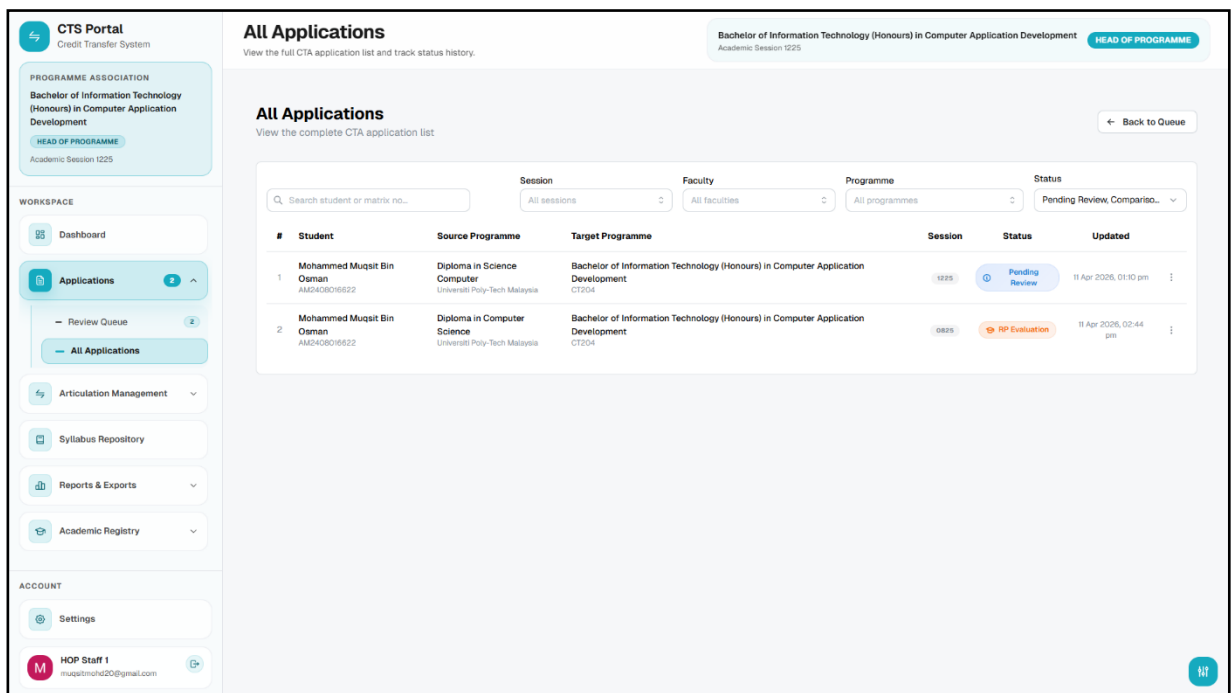 CTS Portal
Credit Transfer System
PROGRAMME ASSOCIATION
Bachelor of Information Technology
(Honours) in Computer Application
Development
HEAD OF PROGRAMME
Academic Session 1225
WORKSPACE
Dashboard
Applications 2
Review Queue 2
All Applications
Articulation Management
Syllabus Repository
Reports & Exports
Academic Registry
ACCOUNT
Settings
M
HOP Staff 1
muqsitmohd20@gmail.com
All Applications
View the full CTA application list and track status history.
Bachelor of Information Technology (Honours) in Computer Application Development
Academic Session 1225
HEAD OF PROGRAMME
All Applications
View the complete CTA application list
← Back to Queue
Session Faculty Programme Status
Search student or matrix no... All sessions All faculties All programmes Pending Review, Compariso...
# Student Source Programme Target Programme Session Status Updated
1 Mohammed Muqsit Bin Diploma in Science Bachelor of Information Technology (Honours) in Computer Application 1225 Pending 11 Apr 2026, 01:10 pm
Osman Computer Development Review
AM2408016622 Universiti Poly-Tech Malaysia CT204
2 Mohammed Muqsit Bin Diploma in Computer Bachelor of Information Technology (Honours) in Computer Application 0825 RP Evaluation 11 Apr 2026, 02:44
Osman Science Development pm
AM2408016622 Universiti Poly-Tech Malaysia CT204